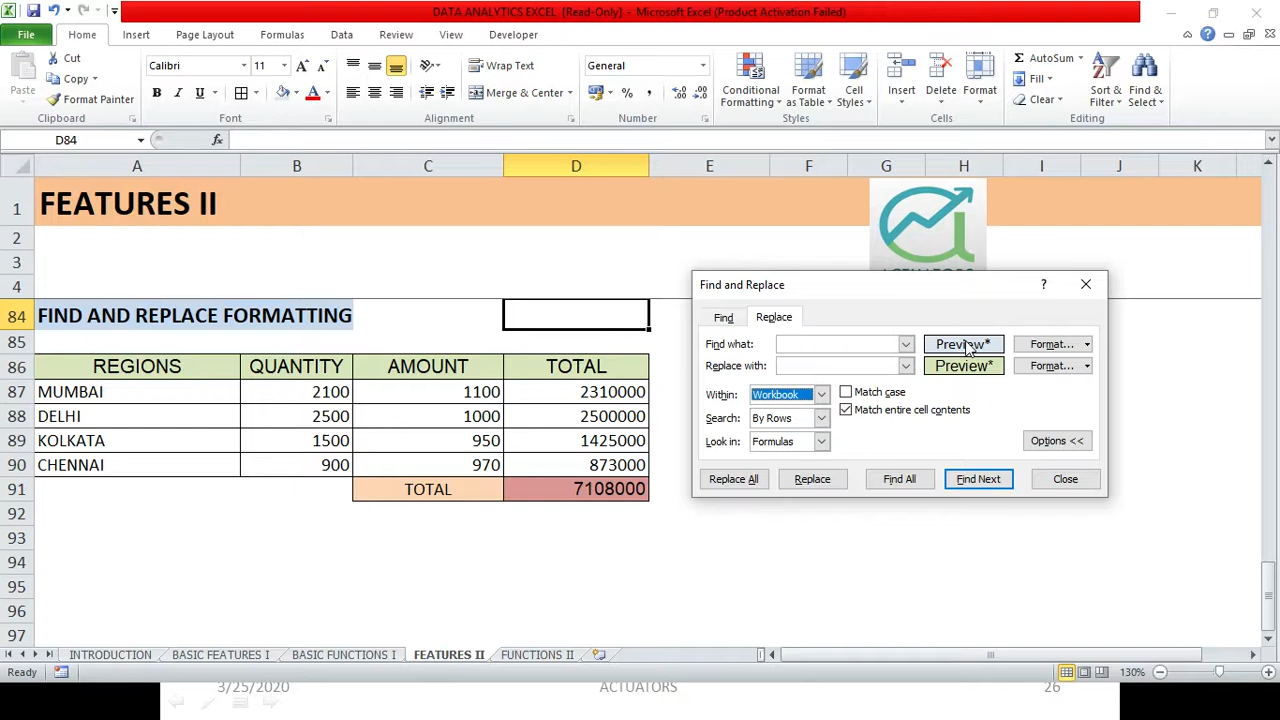 DATA ANALYTICS EXCEL [Read-Only] - Microsoft Excel (Product Activation Failed)
File Home Insert Page Layout Formulas Data Review View Developer
Paste
Cut
Copy
Format Painter
Clipboard
Calibri 11
B I U A
Font
Wrap Text
Merge & Center
Alignment
General
%
Number
Conditional Formatting
Format as Table
Cell Styles
Styles
Insert Delete Format
Cells
Σ AutoSum
Fill
Clear
Sort & Filter
Find & Select
Editing
D84 fx
A B C D E F G H I J K
1 FEATURES II
2
3
4
84 FIND AND REPLACE FORMATTING
85
86 REGIONS QUANTITY AMOUNT TOTAL
87 MUMBAI 2100 1100 2310000
88 DELHI 2500 1000 2500000
89 KOLKATA 1500 950 1425000
90 CHENNAI 900 970 873000
91 TOTAL 7108000
92
93
94
95
96
97
Find and Replace ?
Find Replace
Find what: Preview* Format...
Replace with: Preview* Format...
Within: Workbook Match case
Search: By Rows Match entire cell contents
Look in: Formulas Options <<
Replace All Replace Find All Find Next Close
INTRODUCTION BASIC FEATURES I BASIC FUNCTIONS I FEATURES II FUNCTIONS II
Ready 130%
3/25/2020 ACTUATORS 26